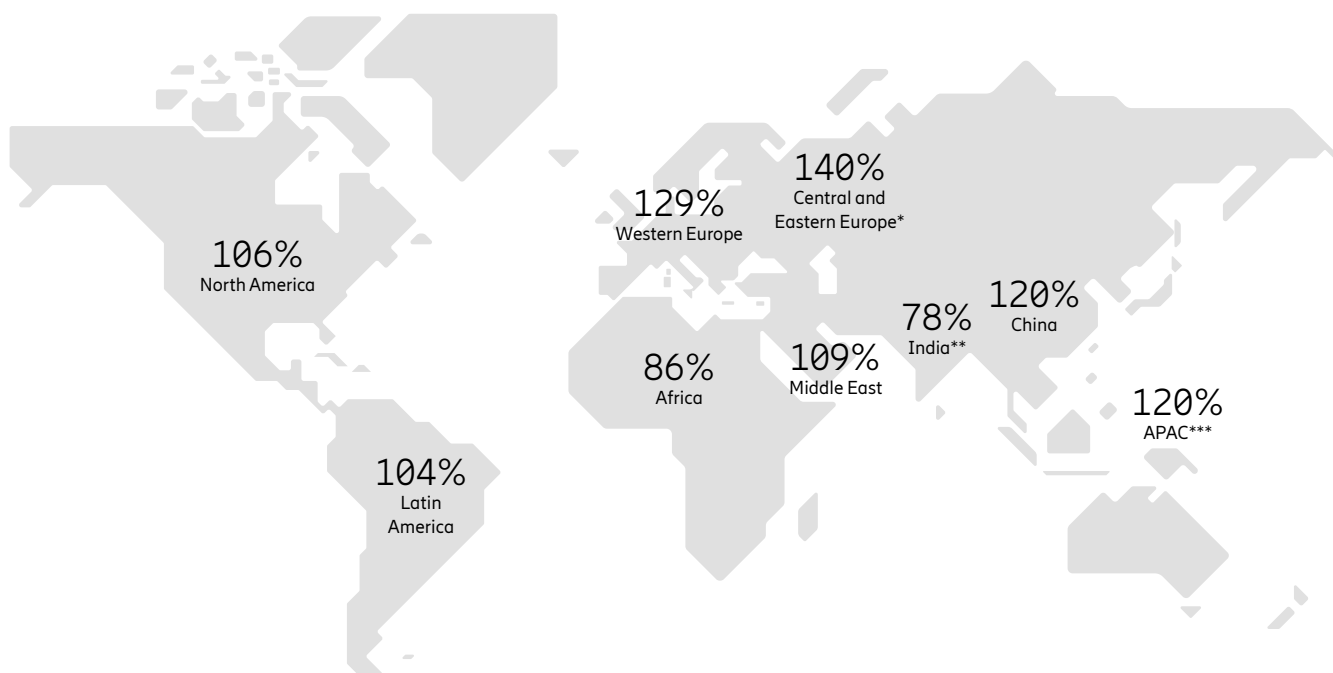 140%
Central and
Eastern Europe*
129%
Western Europe
106%
North America
120%
China
78%
India**
109%
Middle East
86%
Africa
120%
APAC***
104%
Latin
America